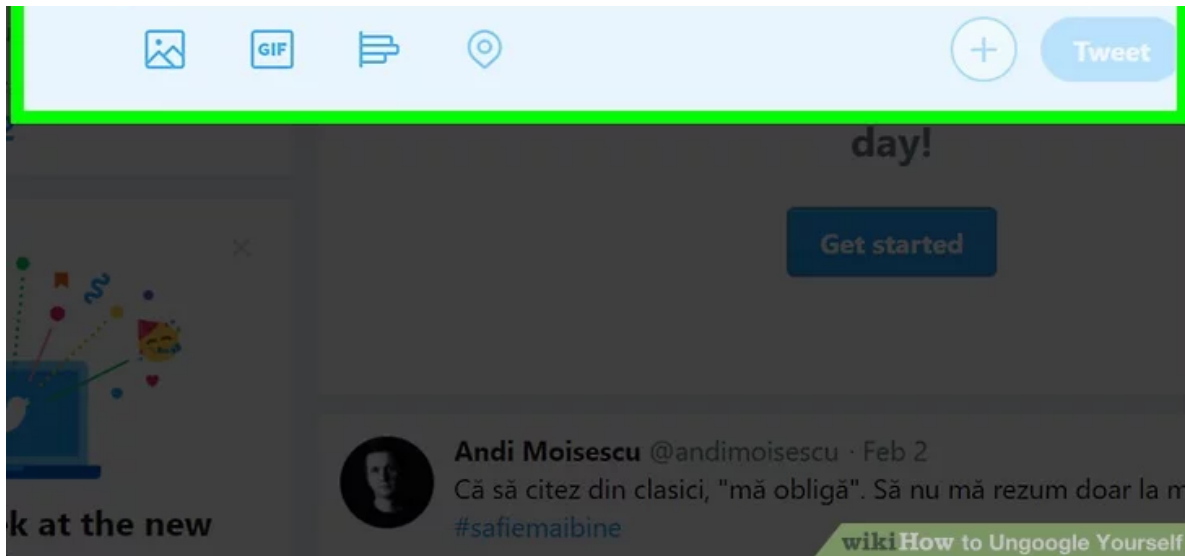 GIF
Tweet
day!
Get started
k at the new
Andi Moisescu @andimoisescu · Feb 2
Că să citez din clasici, "mă obligă". Să nu mă rezum doar la m
#safiemaibine
wikiHow to Ungoogle Yourself